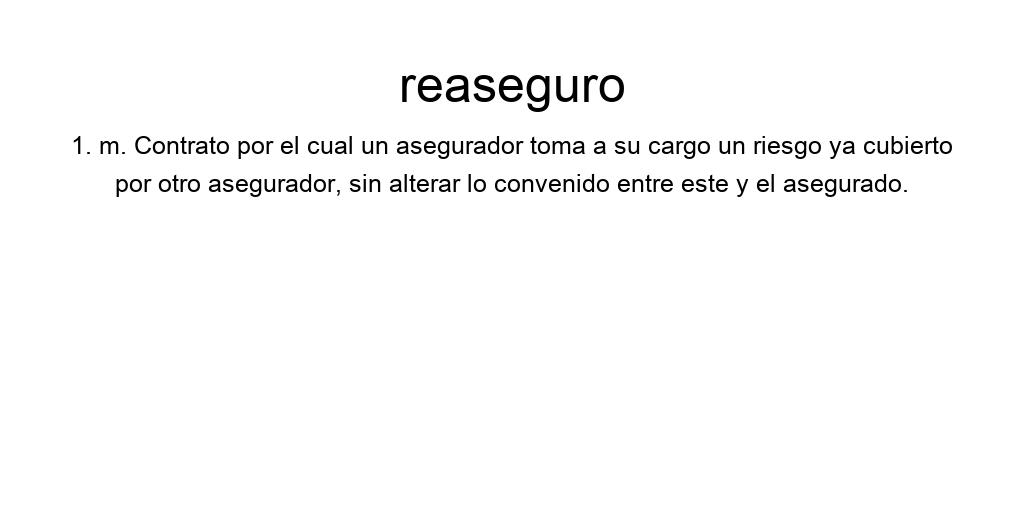 reaseguro
1. m. Contrato por el cual un asegurador toma a su cargo un riesgo ya cubierto
por otro asegurador, sin alterar lo convenido entre este y el asegurado.